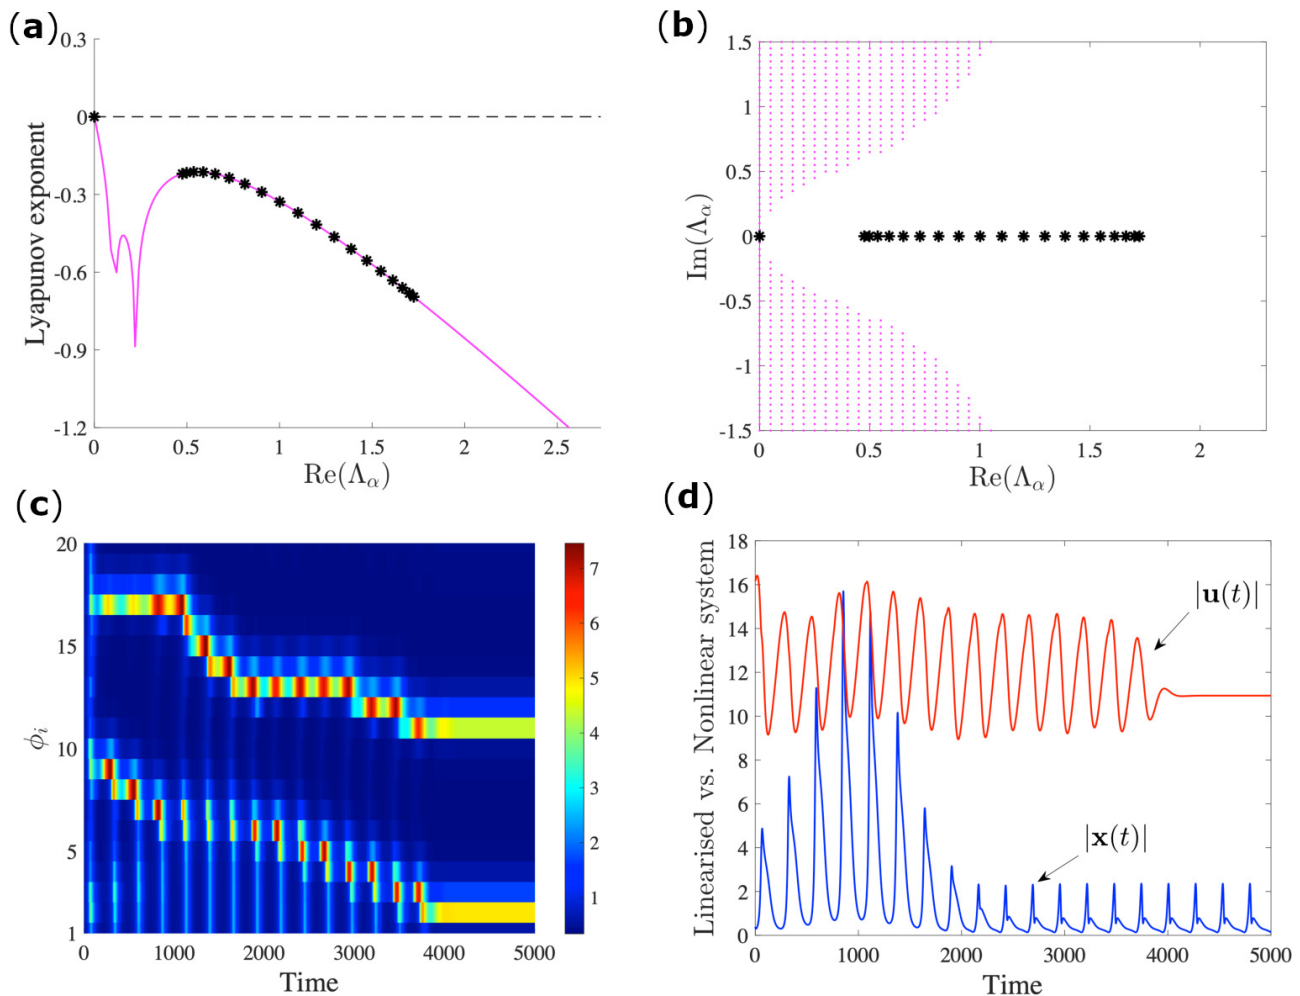 (a)
0.3
0
-0.3
-0.6
-0.9
-1.2
Lyapunov exponent
0 0.5 1 1.5 2 2.5
Re(Λα)
(b)
1.5
1
0.5
0
-0.5
-1
-1.5
Im(Λα)
0 0.5 1 1.5 2
Re(Λα)
(c)
20
15
10
5
1
ϕi
0 1000 2000 3000 4000 5000
Time
7
6
5
4
3
2
1
(d)
18
16
14
12
10
8
6
4
2
0
Linearised vs. Nonlinear system
|u(t)|
|x(t)|
0 1000 2000 3000 4000 5000
Time